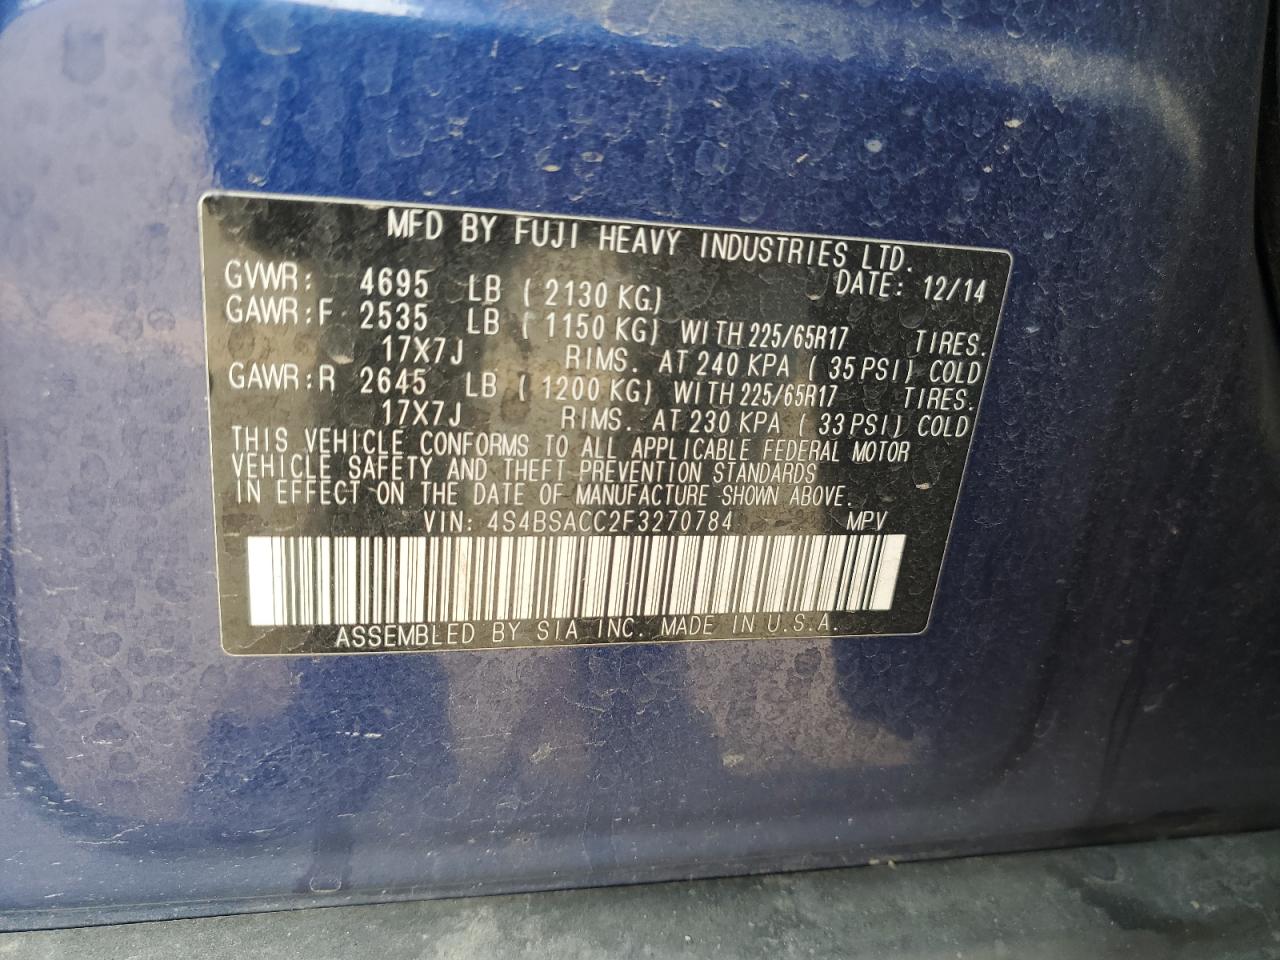 MFD BY FUJI HEAVY INDUSTRIES LTD.
DATE: 12/14
GVWR: 4695 LB ( 2130 KG)
GAWR:F 2535 LB ( 1150 KG) WITH 225/65R17 TIRES.
17X7J RIMS. AT 240 KPA ( 35 PSI) COLD
GAWR:R 2645 LB ( 1200 KG) WITH 225/65R17 TIRES.
17X7J RIMS. AT 230 KPA ( 33 PSI) COLD
THIS VEHICLE CONFORMS TO ALL APPLICABLE FEDERAL MOTOR
VEHICLE SAFETY AND THEFT PREVENTION STANDARDS
IN EFFECT ON THE DATE OF MANUFACTURE SHOWN ABOVE.
VIN: 4S4BSACC2F3270784 MPV
ASSEMBLED BY SIA INC. MADE IN U.S.A.